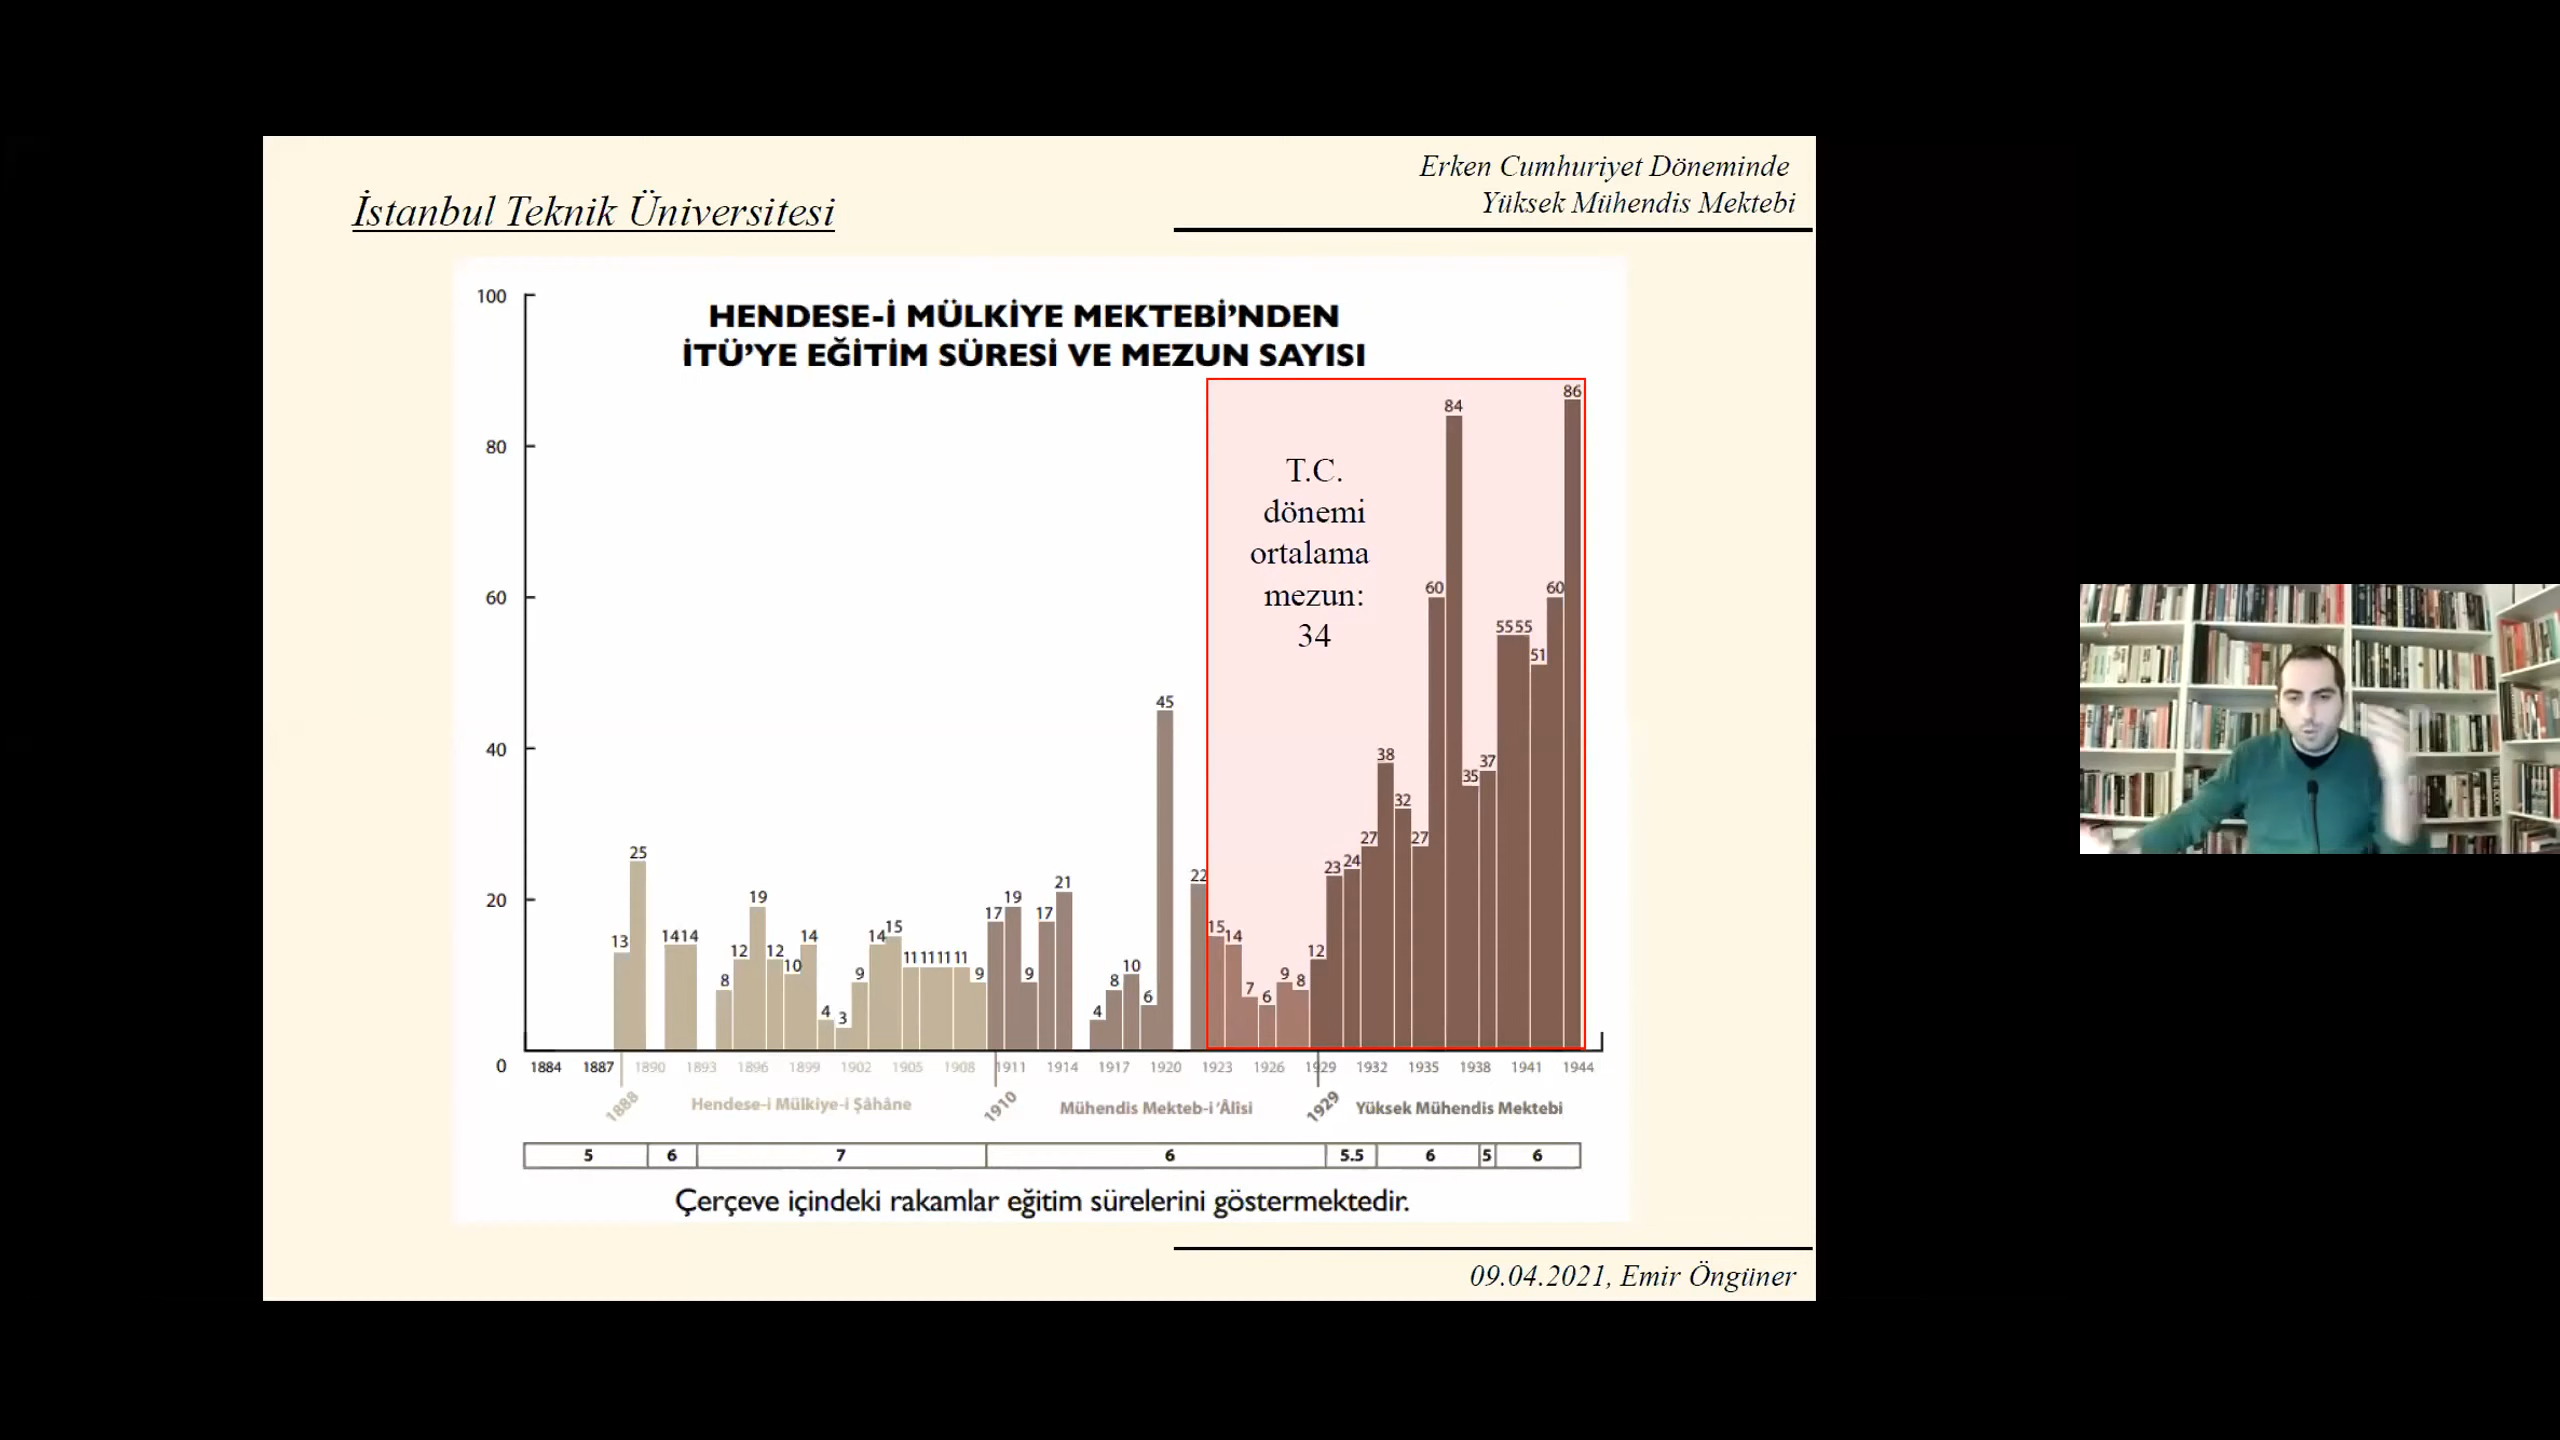 Erken Cumhuriyet Döneminde
Yüksek Mühendis Mektebi
İstanbul Teknik Üniversitesi
HENDESE-İ MÜLKİYE MEKTEBİ’NDEN
İTÜ’YE EĞİTİM SÜRESİ VE MEZUN SAYISI
100
80
60
40
20
0
T.C.
dönemi
ortalama
mezun:
34
13 25 14 14 8 12 19 12 10 14 4 3 9 14 15 11 11 11 11 9 17 19 9 17 21 4 8 10 6 45 22 15 14 7 6 9 8 12 23 24 27 38 32 27 60 84 35 37 55 55 51 60 86
1884 1887 1890 1893 1896 1899 1902 1905 1908 1911 1914 1917 1920 1923 1926 1929 1932 1935 1938 1941 1944
1888 Hendese-i Mülkiye-i Şâhâne 1910 Mühendis Mekteb-i ‘Âlîsi 1929 Yüksek Mühendis Mektebi
5 6 7 6 5.5 6 5 6
Çerçeve içindeki rakamlar eğitim sürelerini göstermektedir.
09.04.2021, Emir Öngüner